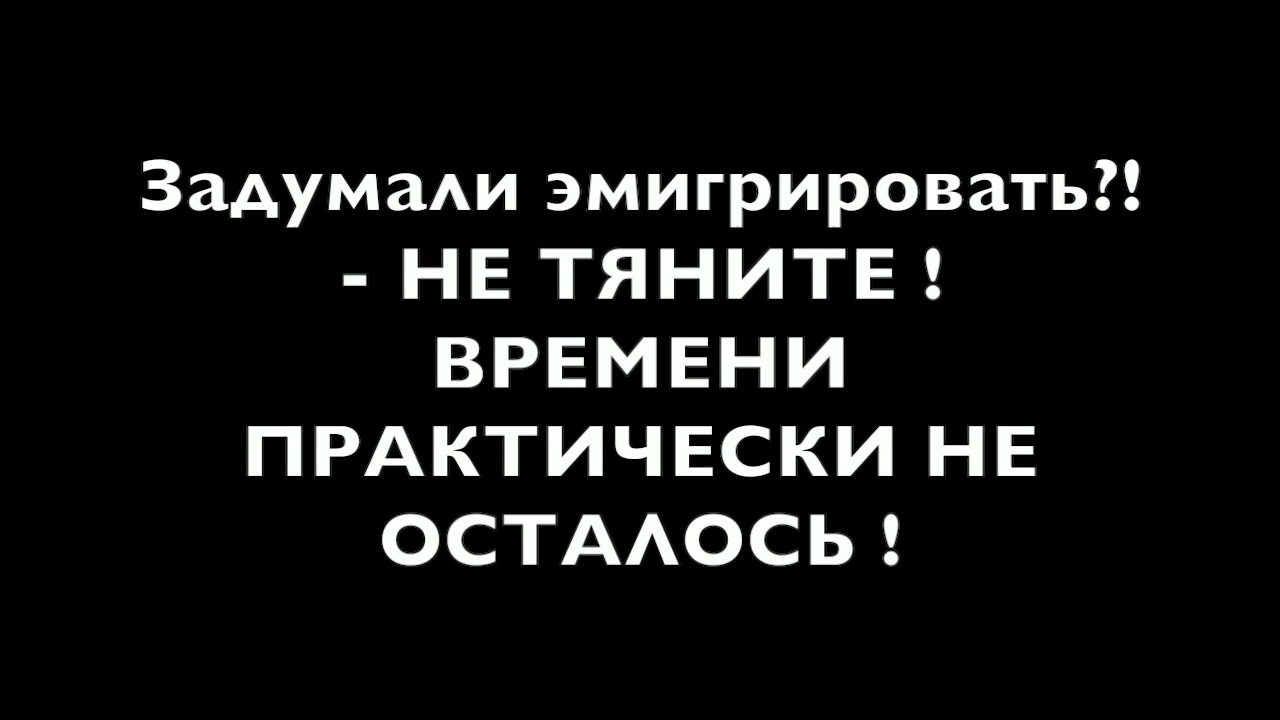 Задумали эмигрировать?!
- НЕ ТЯНИТЕ !
ВРЕМЕНИ
ПРАКТИЧЕСКИ НЕ
ОСТАЛОСЬ !